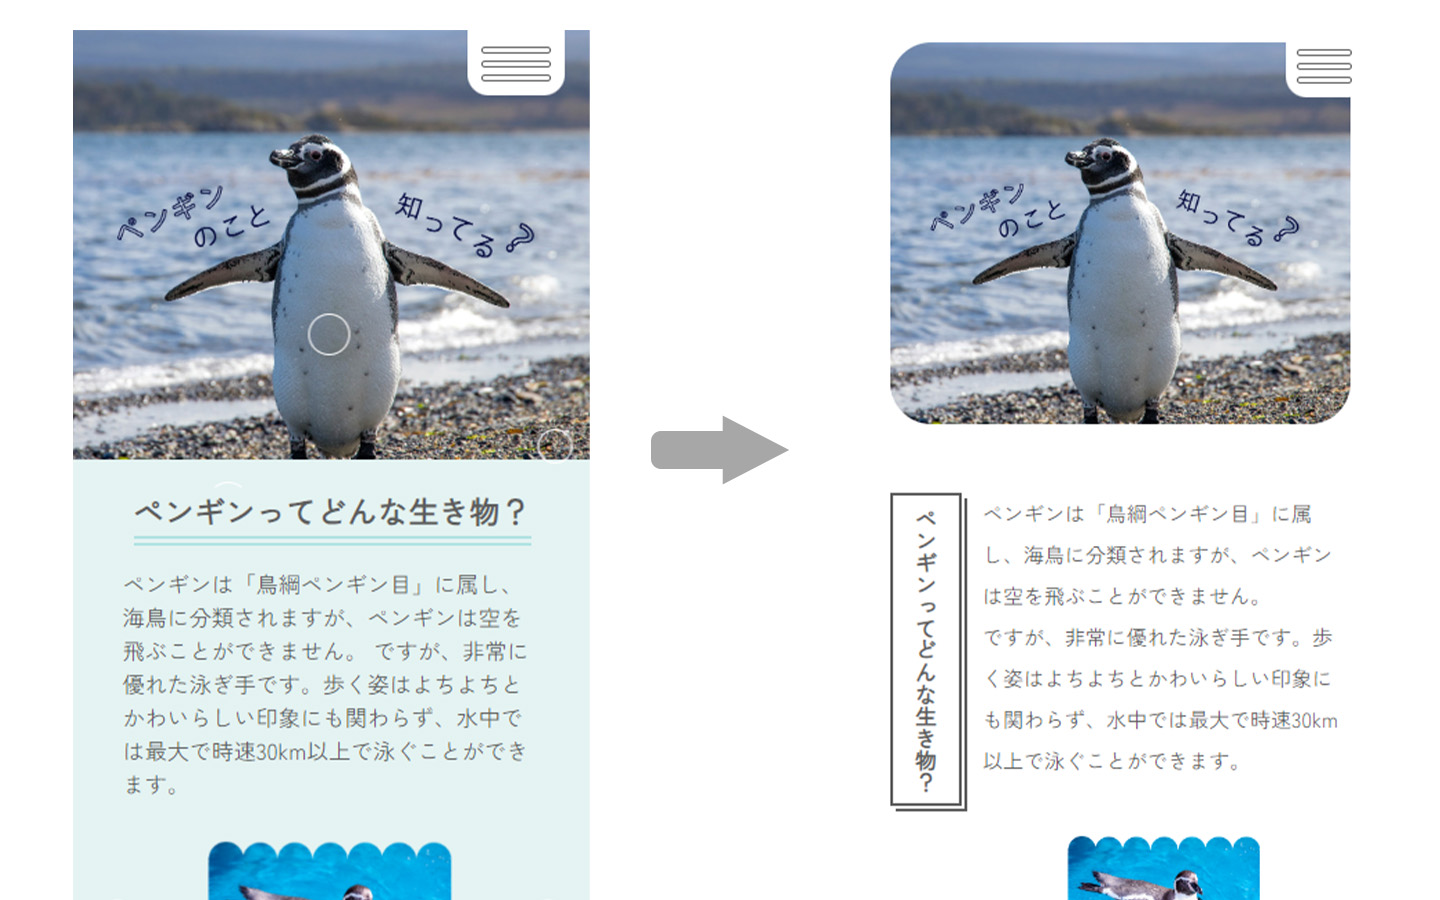 ペンギン
のこと
知ってる?
ペンギンってどんな生き物？
ペンギンは「鳥綱ペンギン目」に属し、
海鳥に分類されますが、ペンギンは空を
飛ぶことができません。 ですが、非常に
優れた泳ぎ手です。歩く姿はよちよちと
かわいらしい印象にも関わらず、水中で
は最大で時速30km以上で泳ぐことができ
ます。
ペンギン
のこと
知ってる?
ペンギンってどんな生き物？
ペンギンは「鳥綱ペンギン目」に属
し、海鳥に分類されますが、ペンギン
は空を飛ぶことができません。
ですが、非常に優れた泳ぎ手です。歩
く姿はよちよちとかわいらしい印象に
も関わらず、水中では最大で時速30km
以上で泳ぐことができます。